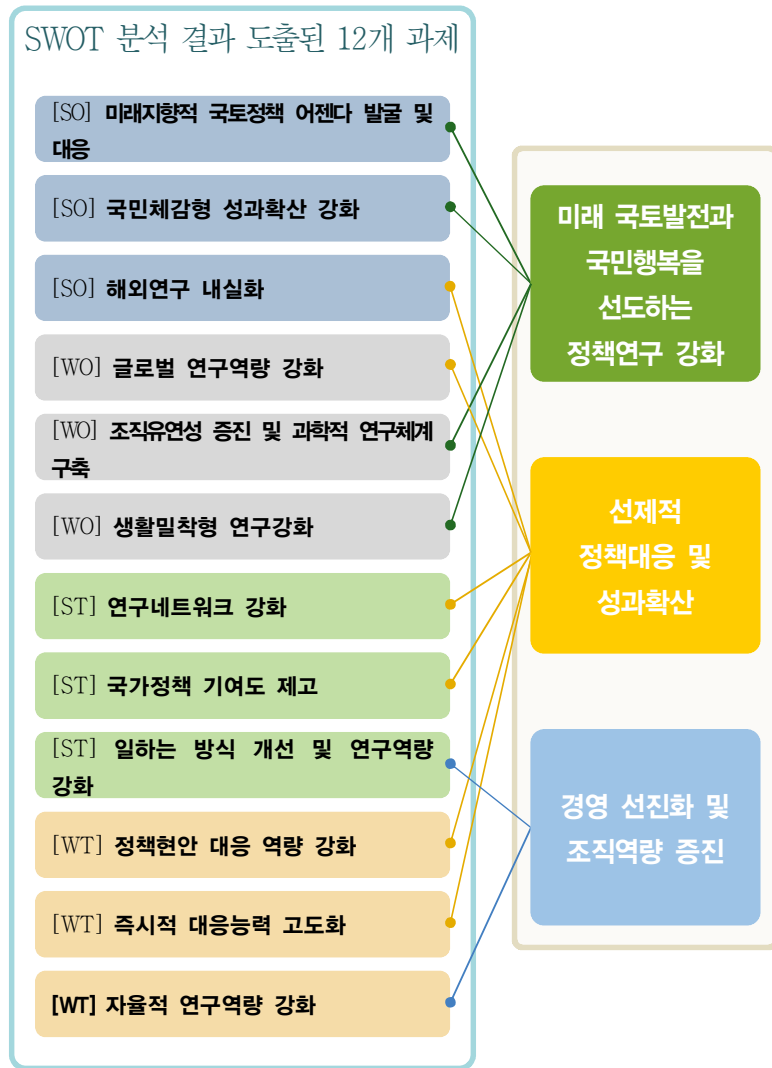 SWOT 분석 결과 도출된 12개 과제
[SO] 미래지향적 국토정책 어젠다 발굴 및
대응
[SO] 국민체감형 성과확산 강화
[SO] 해외연구 내실화
[WO] 글로벌 연구역량 강화
[WO] 조직유연성 증진 및 과학적 연구체계
구축
[WO] 생활밀착형 연구강화
[ST] 연구네트워크 강화
[ST] 국가정책 기여도 제고
[ST] 일하는 방식 개선 및 연구역량
강화
[WT] 정책현안 대응 역량 강화
[WT] 즉시적 대응능력 고도화
[WT] 자율적 연구역량 강화
미래 국토발전과
국민행복을
선도하는
정책연구 강화
선제적
정책대응 및
성과확산
경영 선진화 및
조직역량 증진